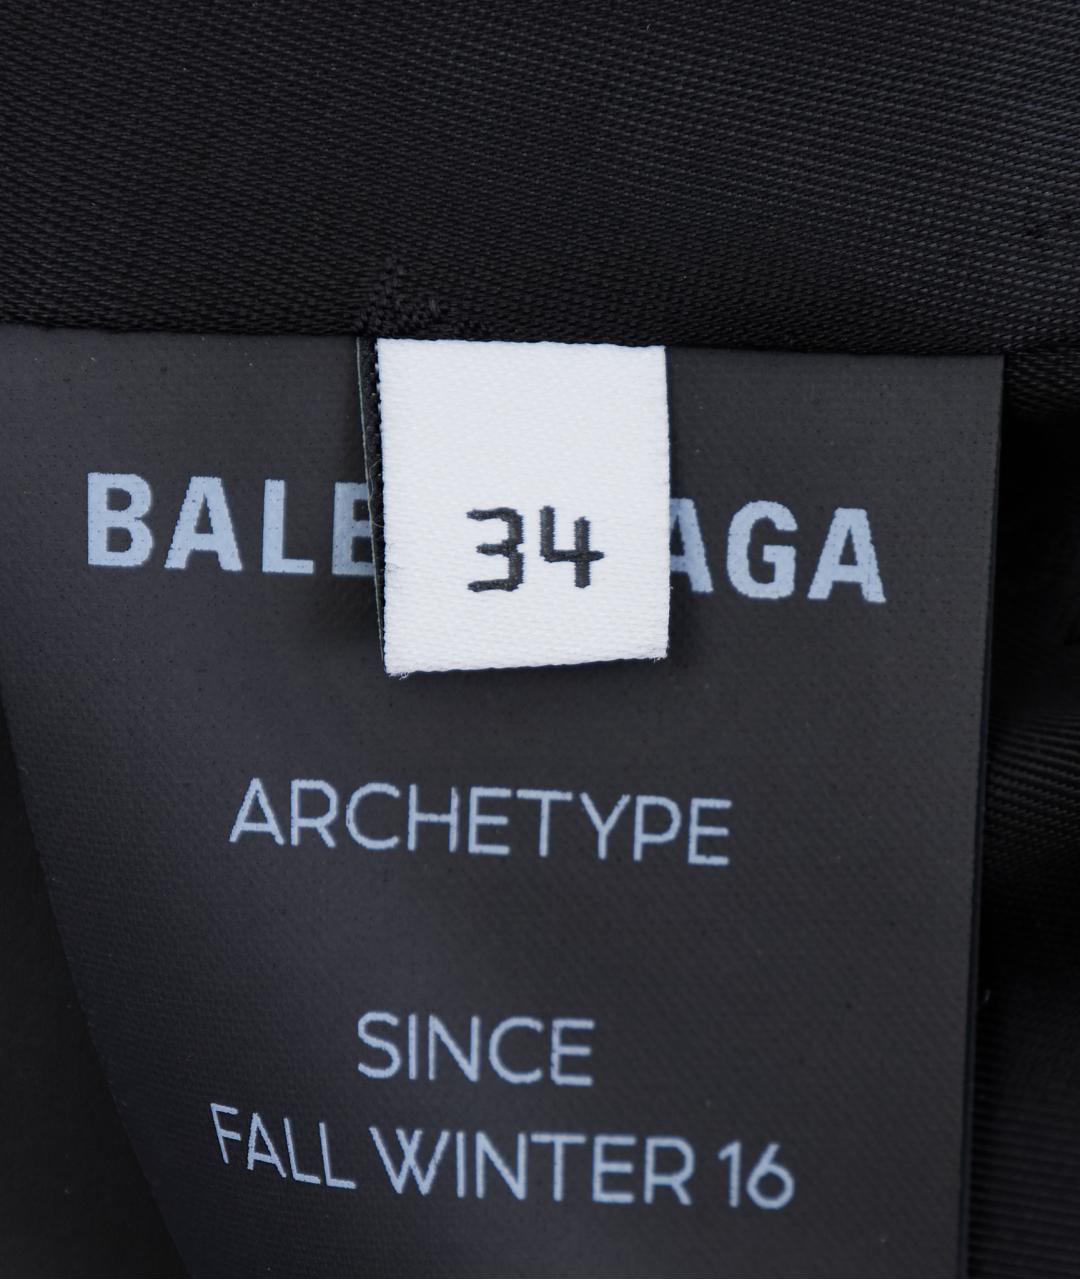 34
BALE AGA
ARCHETYPE
SINCE
FALL WINTER 16